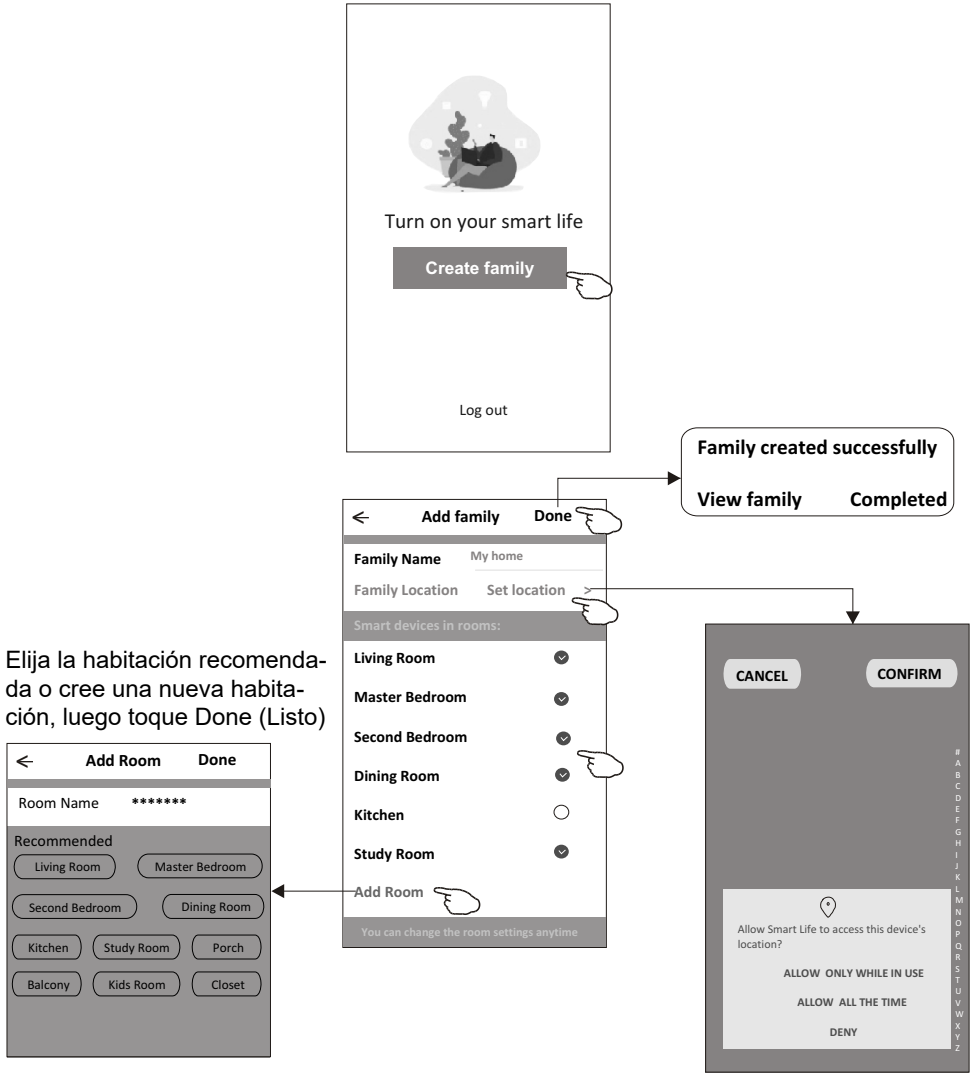 Turn on your smart life
Create family
Log out
Family created successfully
View family Completed
Add family Done
Family Name My home
Family Location Set location >
Smart devices in rooms:
Living Room
Master Bedroom
Second Bedroom
Dining Room
Kitchen
Study Room
Add Room
You can change the room settings anytime
Elija la habitación recomenda-
da o cree una nueva habita-
ción, luego toque Done (Listo)
Add Room Done
Room Name *******
Recommended
Living Room Master Bedroom
Second Bedroom Dining Room
Kitchen Study Room Porch
Balcony Kids Room Closet
CANCEL CONFIRM
#
A
B
C
D
E
F
G
H
I
J
K
L
M
N
O
P
Q
R
S
T
U
V
W
X
Y
Z
Allow Smart Life to access this device's
location?
ALLOW ONLY WHILE IN USE
ALLOW ALL THE TIME
DENY